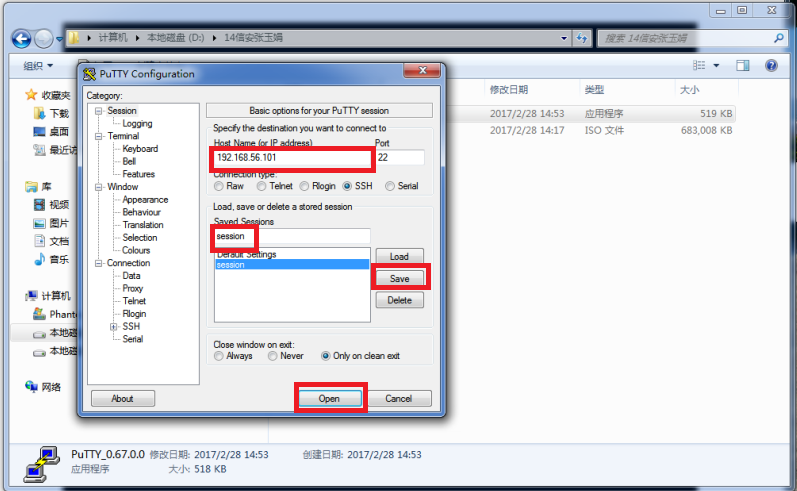 计算机 ▸ 本地磁盘 (D:) ▸ 14信安张玉娟
搜索 14信安张玉娟
组织
PuTTY Configuration
修改日期 类型 大小
收藏夹
下载
桌面
最近访
库
视频
图片
文档
音乐
计算机
Phant
本地磁
本地磁
网络
2017/2/28 14:53 应用程序 519 KB
2017/2/28 14:17 ISO 文件 683,008 KB
Category:
Session
Logging
Terminal
Keyboard
Bell
Features
Window
Appearance
Behaviour
Translation
Selection
Colours
Connection
Data
Proxy
Telnet
Rlogin
SSH
Serial
Basic options for your PuTTY session
Specify the destination you want to connect to
Host Name (or IP address) Port
192.168.56.101 22
Connection type:
Raw Telnet Rlogin SSH Serial
Load, save or delete a stored session
Saved Sessions
session
Default Settings
session
Load
Save
Delete
Close window on exit:
Always Never Only on clean exit
About Open Cancel
PuTTY_0.67.0.0 修改日期: 2017/2/28 14:53 创建日期: 2017/2/28 14:53
应用程序 大小: 518 KB